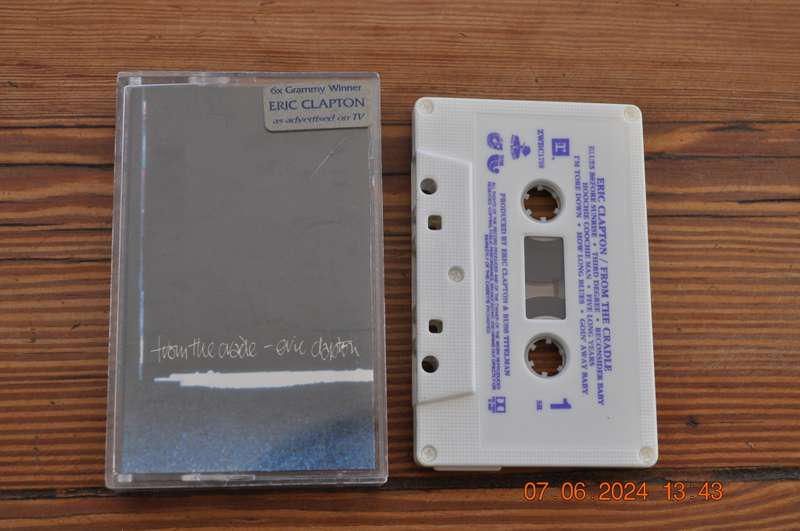 6x Grammy Winner
ERIC CLAPTON
as advertised on TV
from the cradle - eric clapton
ERIC CLAPTON / FROM THE CRADLE
BLUES BEFORE SUNRISE • THIRD DEGREE • RECONSIDER BABY
HOOCHIE COOCHIE MAN • FIVE LONG YEARS
I'M TORE DOWN • HOW LONG BLUES • GOIN' AWAY BABY
ZWBC1798
1
SR
PRODUCED BY ERIC CLAPTON & RUSS TITELMAN
07.06.2024 13:43